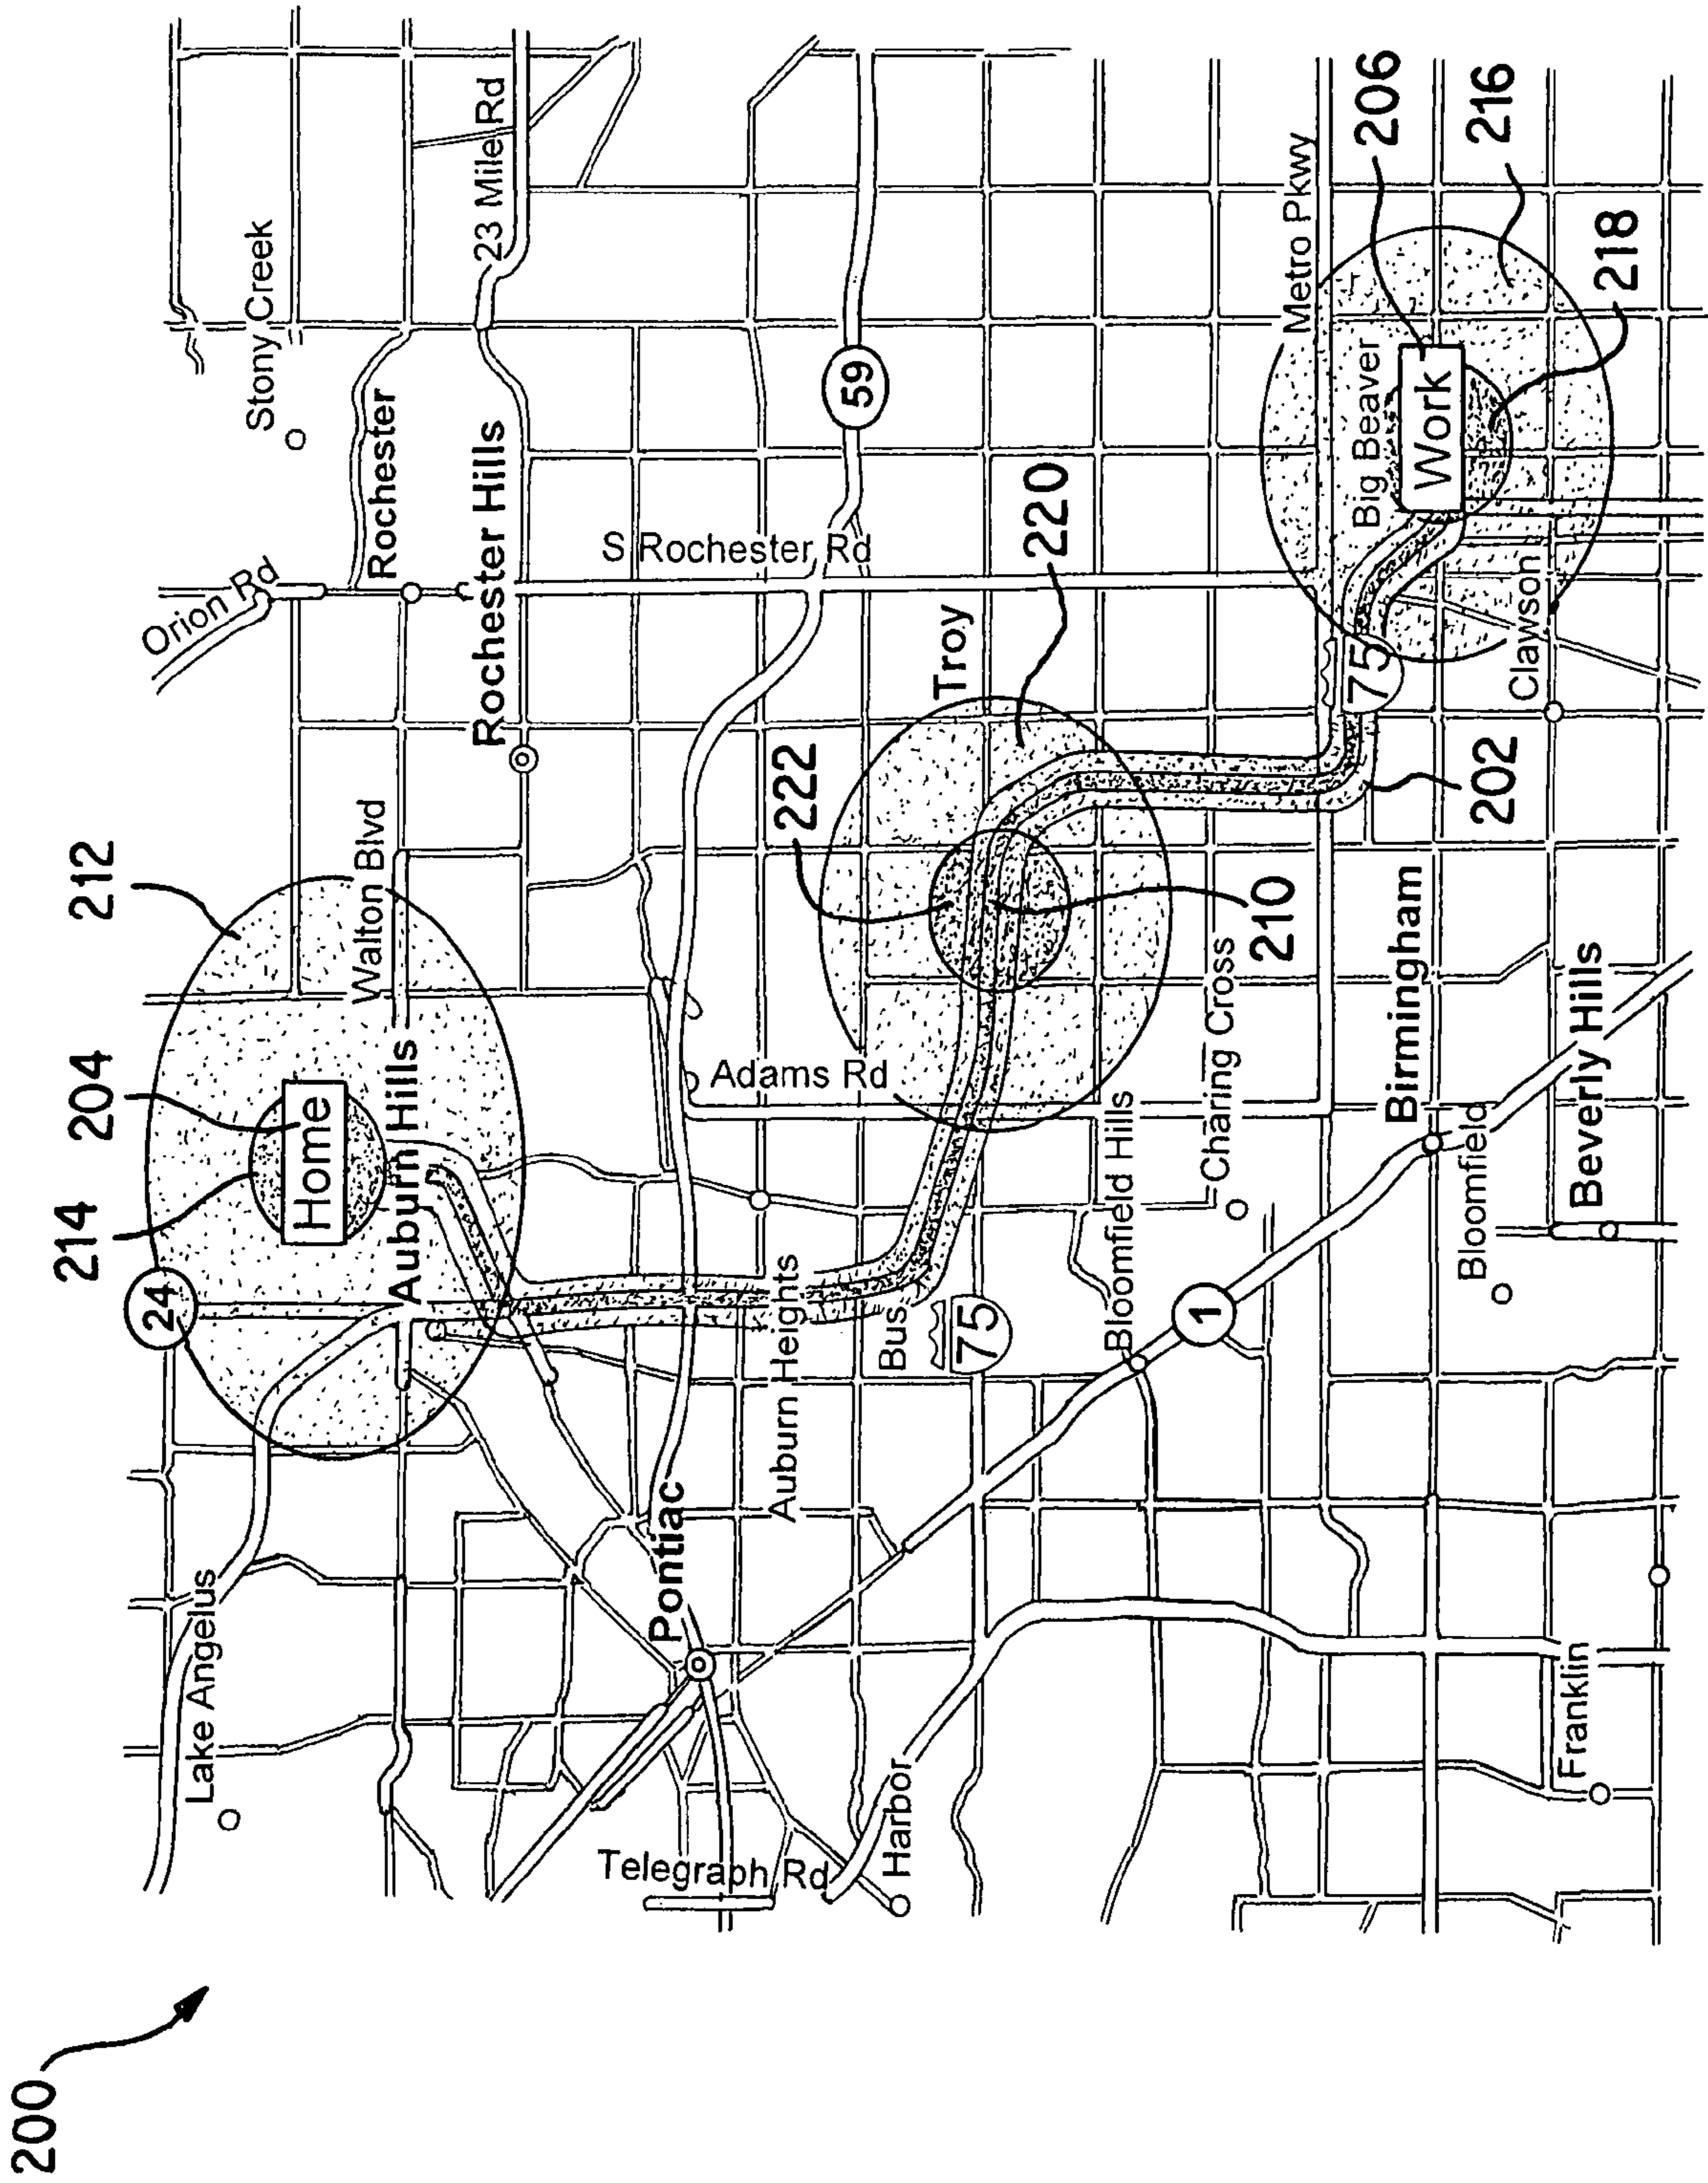 200
Stony Creek
Orion Rd
Rochester
23 Mile Rd
Rochester Hills
212
Walton Blvd
204
Home
214
24
Auburn Hills
Lake Angelus
59
S Rochester Rd
Adams Rd
Auburn Heights
Pontiac
Telegraph Rd
222
220
Troy
210
Bus
75
Harbor
Metro Pkwy
206
216
218
Big Beaver
Work
75
Clawson
202
Charing Cross
Bloomfield Hills
1
Birmingham
Bloomfield
Beverly Hills
Franklin